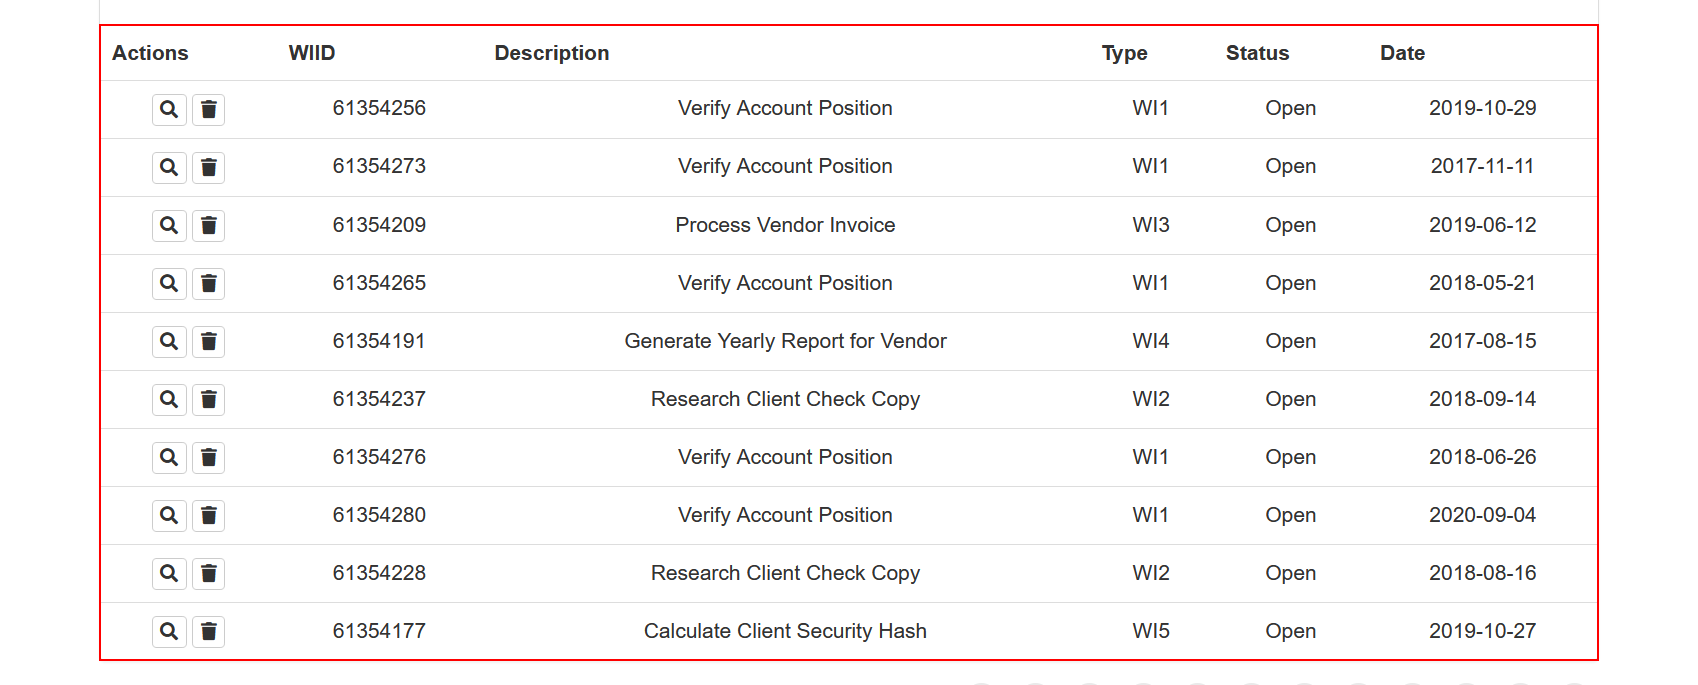 Actions WIID Description Type Status Date
61354256 Verify Account Position WI1 Open 2019-10-29
61354273 Verify Account Position WI1 Open 2017-11-11
61354209 Process Vendor Invoice WI3 Open 2019-06-12
61354265 Verify Account Position WI1 Open 2018-05-21
61354191 Generate Yearly Report for Vendor WI4 Open 2017-08-15
61354237 Research Client Check Copy WI2 Open 2018-09-14
61354276 Verify Account Position WI1 Open 2018-06-26
61354280 Verify Account Position WI1 Open 2020-09-04
61354228 Research Client Check Copy WI2 Open 2018-08-16
61354177 Calculate Client Security Hash WI5 Open 2019-10-27